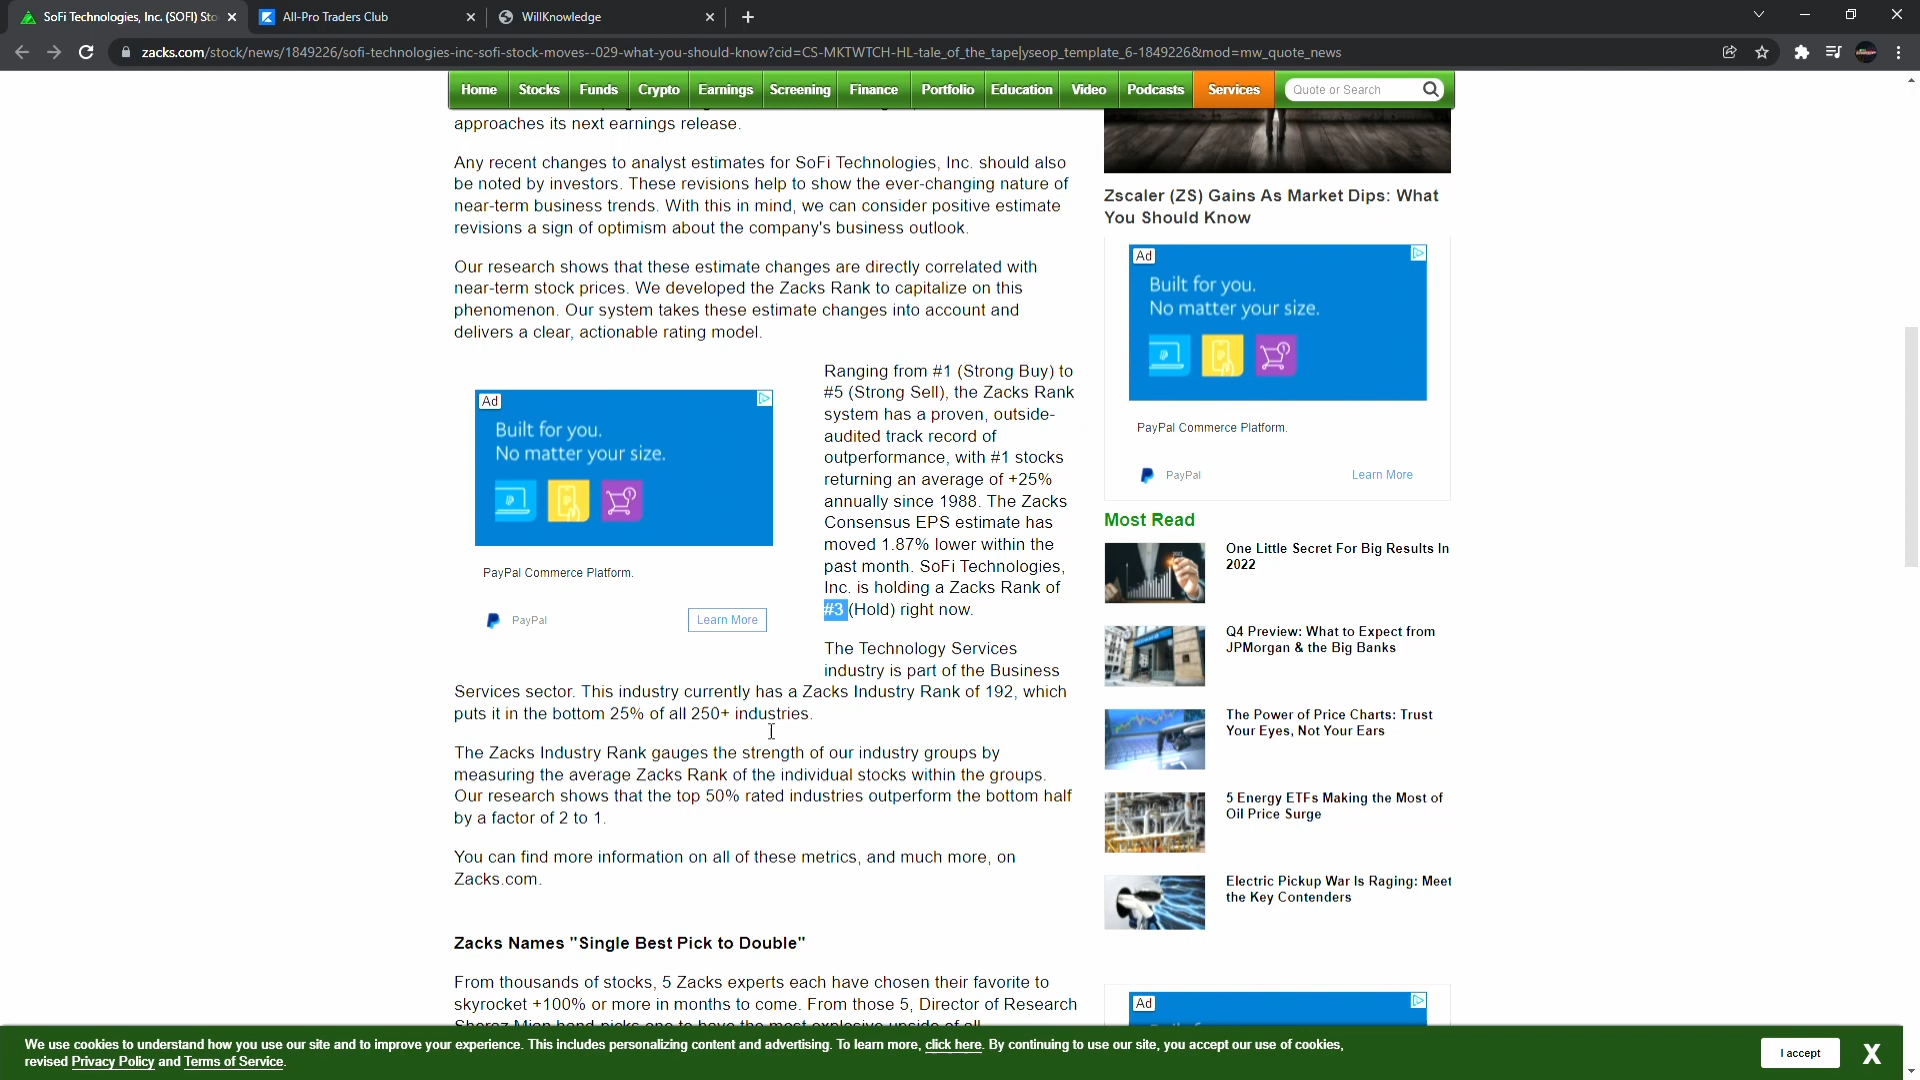 SoFi Technologies, Inc. (SOFI) Sto
All-Pro Traders Club
WillKnowledge
zacks.com/stock/news/1849226/sofi-technologies-inc-sofi-stock-moves--029-what-you-should-know?cid=CS-MKTWTCH-HL-tale_of_the_tape|yseop_template_6-1849226&mod=mw_quote_news
Home Stocks Funds Crypto Earnings Screening Finance Portfolio Education Video Podcasts Services Quote or Search
approaches its next earnings release.
Any recent changes to analyst estimates for SoFi Technologies, Inc. should also
be noted by investors. These revisions help to show the ever-changing nature of
near-term business trends. With this in mind, we can consider positive estimate
revisions a sign of optimism about the company's business outlook.
Our research shows that these estimate changes are directly correlated with
near-term stock prices. We developed the Zacks Rank to capitalize on this
phenomenon. Our system takes these estimate changes into account and
delivers a clear, actionable rating model.
Ad
Built for you.
No matter your size.
PayPal Commerce Platform.
PayPal
Learn More
Ranging from #1 (Strong Buy) to
#5 (Strong Sell), the Zacks Rank
system has a proven, outside-
audited track record of
outperformance, with #1 stocks
returning an average of +25%
annually since 1988. The Zacks
Consensus EPS estimate has
moved 1.87% lower within the
past month. SoFi Technologies,
Inc. is holding a Zacks Rank of
#3 (Hold) right now.
The Technology Services
industry is part of the Business
Services sector. This industry currently has a Zacks Industry Rank of 192, which
puts it in the bottom 25% of all 250+ industries.
The Zacks Industry Rank gauges the strength of our industry groups by
measuring the average Zacks Rank of the individual stocks within the groups.
Our research shows that the top 50% rated industries outperform the bottom half
by a factor of 2 to 1.
You can find more information on all of these metrics, and much more, on
Zacks.com.
Zacks Names "Single Best Pick to Double"
From thousands of stocks, 5 Zacks experts each have chosen their favorite to
skyrocket +100% or more in months to come. From those 5, Director of Research
Zscaler (ZS) Gains As Market Dips: What
You Should Know
Ad
Built for you.
No matter your size.
PayPal Commerce Platform.
PayPal
Learn More
Most Read
One Little Secret For Big Results In
2022
Q4 Preview: What to Expect from
JPMorgan & the Big Banks
The Power of Price Charts: Trust
Your Eyes, Not Your Ears
5 Energy ETFs Making the Most of
Oil Price Surge
Electric Pickup War Is Raging: Meet
the Key Contenders
Ad
We use cookies to understand how you use our site and to improve your experience. This includes personalizing content and advertising. To learn more, click here. By continuing to use our site, you accept our use of cookies,
revised Privacy Policy and Terms of Service.
I accept
X